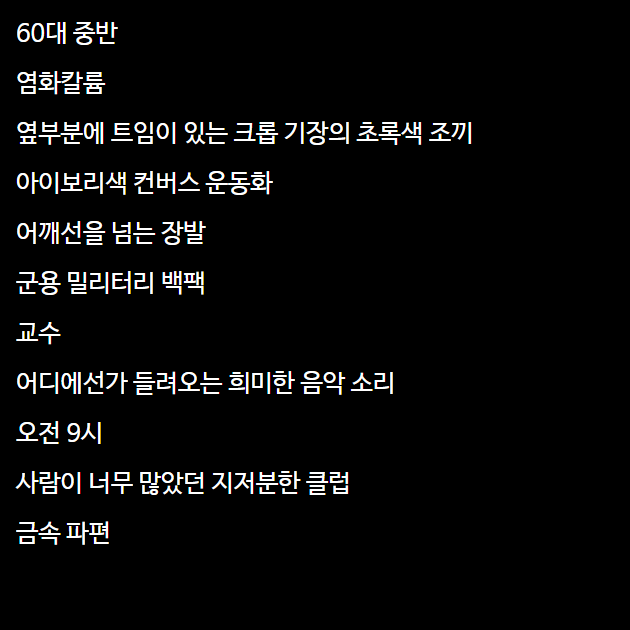 60대 중반
염화칼륨
옆부분에 트임이 있는 크롭 기장의 초록색 조끼
아이보리색 컨버스 운동화
어깨선을 넘는 장발
군용 밀리터리 백팩
교수
어디에선가 들려오는 희미한 음악 소리
오전 9시
사람이 너무 많았던 지저분한 클럽
금속 파편